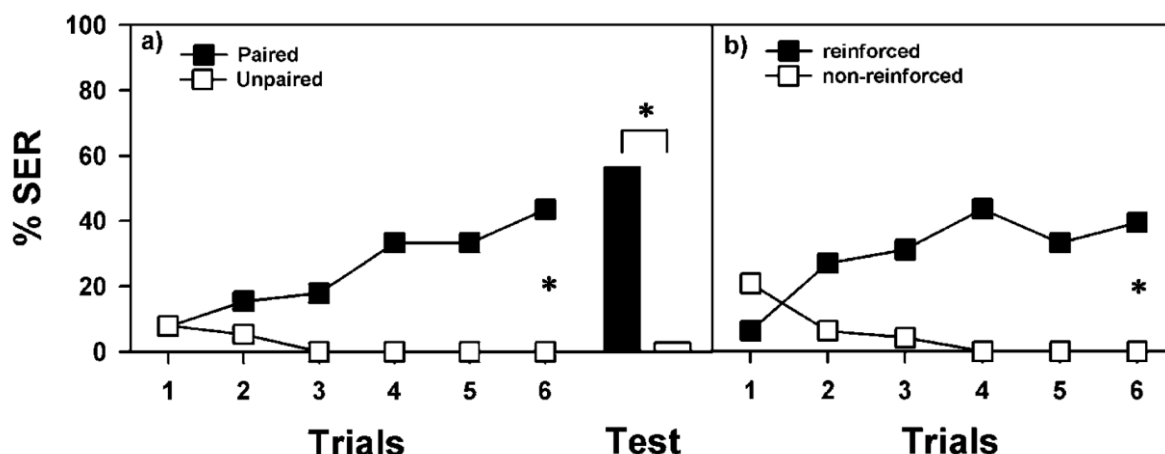 100
80
60
40
20
0
% SER
a)
Paired
Unpaired
*
*
1 2 3 4 5 6
Trials
Test
b)
reinforced
non-reinforced
*
1 2 3 4 5 6
Trials